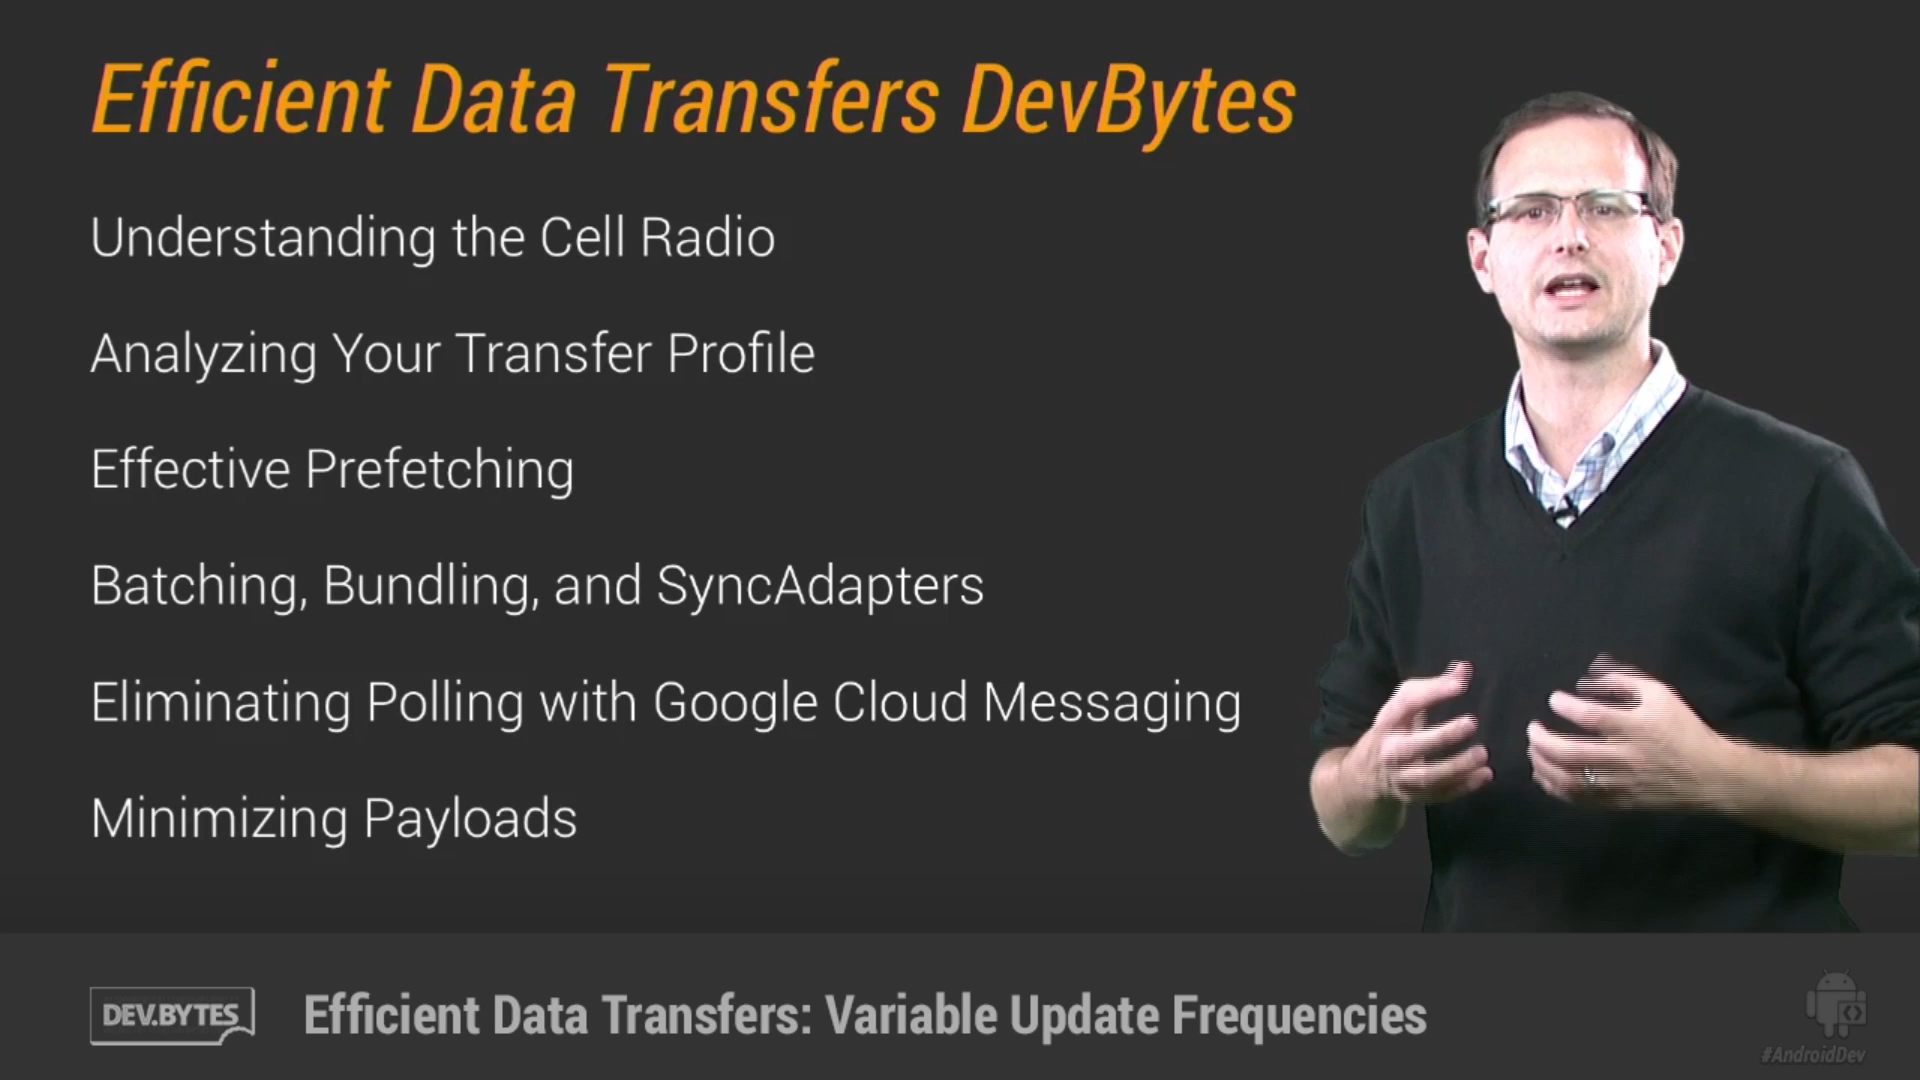 Efficient Data Transfers DevBytes
Understanding the Cell Radio
Analyzing Your Transfer Profile
Effective Prefetching
Batching, Bundling, and SyncAdapters
Eliminating Polling with Google Cloud Messaging
Minimizing Payloads
DEV.BYTES
Efficient Data Transfers: Variable Update Frequencies
#AndroidDev